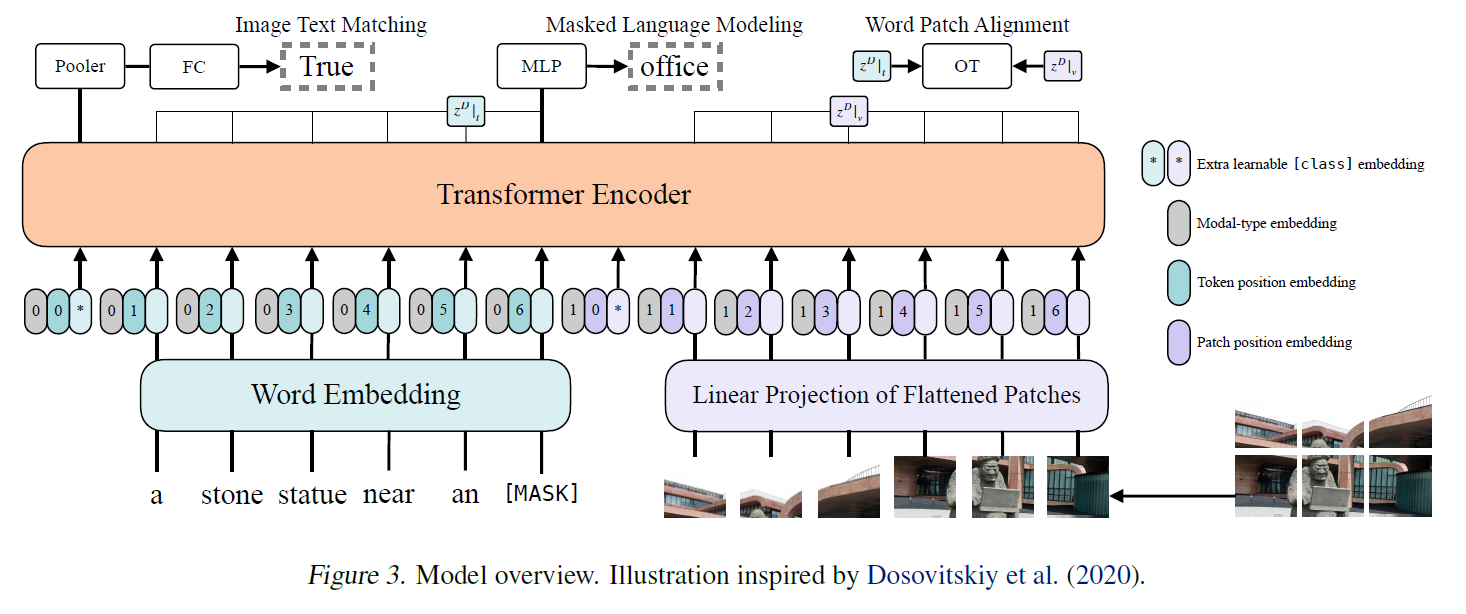 Image Text Matching Masked Language Modeling Word Patch Alignment
Pooler FC True MLP office z^D|_t OT z^D|_v
z^D|_t z^D|_v
Transformer Encoder
* * Extra learnable [class] embedding
Modal-type embedding
Token position embedding
Patch position embedding
0 0 * 0 1 0 2 0 3 0 4 0 5 0 6 1 0 * 1 1 1 2 1 3 1 4 1 5 1 6
Word Embedding Linear Projection of Flattened Patches
a stone statue near an [MASK]
Figure 3. Model overview. Illustration inspired by Dosovitskiy et al. (2020).